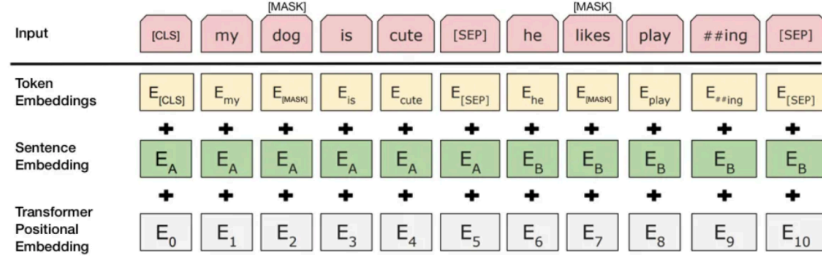 [MASK] [MASK]
Input [CLS] my dog is cute [SEP] he likes play ##ing [SEP]
Token
Embeddings
E[CLS] Emy E[MASK] Eis Ecute E[SEP] Ehe E[MASK] Eplay E##ing E[SEP]
+ + + + + + + + + + +
Sentence
Embedding
EA EA EA EA EA EA EB EB EB EB EB
+ + + + + + + + + + +
Transformer
Positional
Embedding
E0 E1 E2 E3 E4 E5 E6 E7 E8 E9 E10